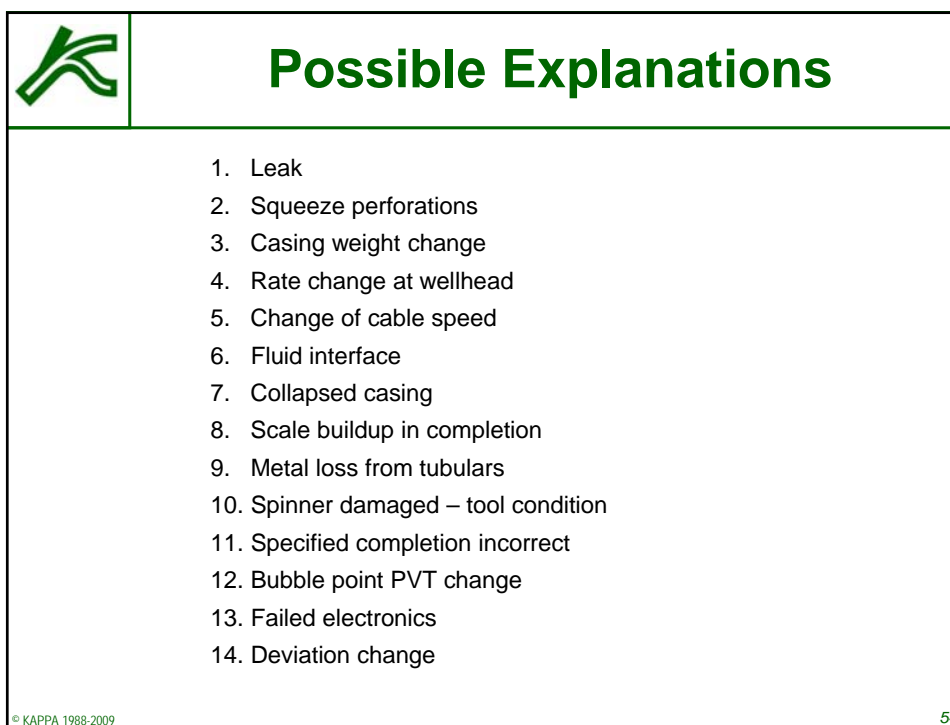 Possible Explanations
1. Leak
2. Squeeze perforations
3. Casing weight change
4. Rate change at wellhead
5. Change of cable speed
6. Fluid interface
7. Collapsed casing
8. Scale buildup in completion
9. Metal loss from tubulars
10. Spinner damaged – tool condition
11. Specified completion incorrect
12. Bubble point PVT change
13. Failed electronics
14. Deviation change
© KAPPA 1988-2009
5